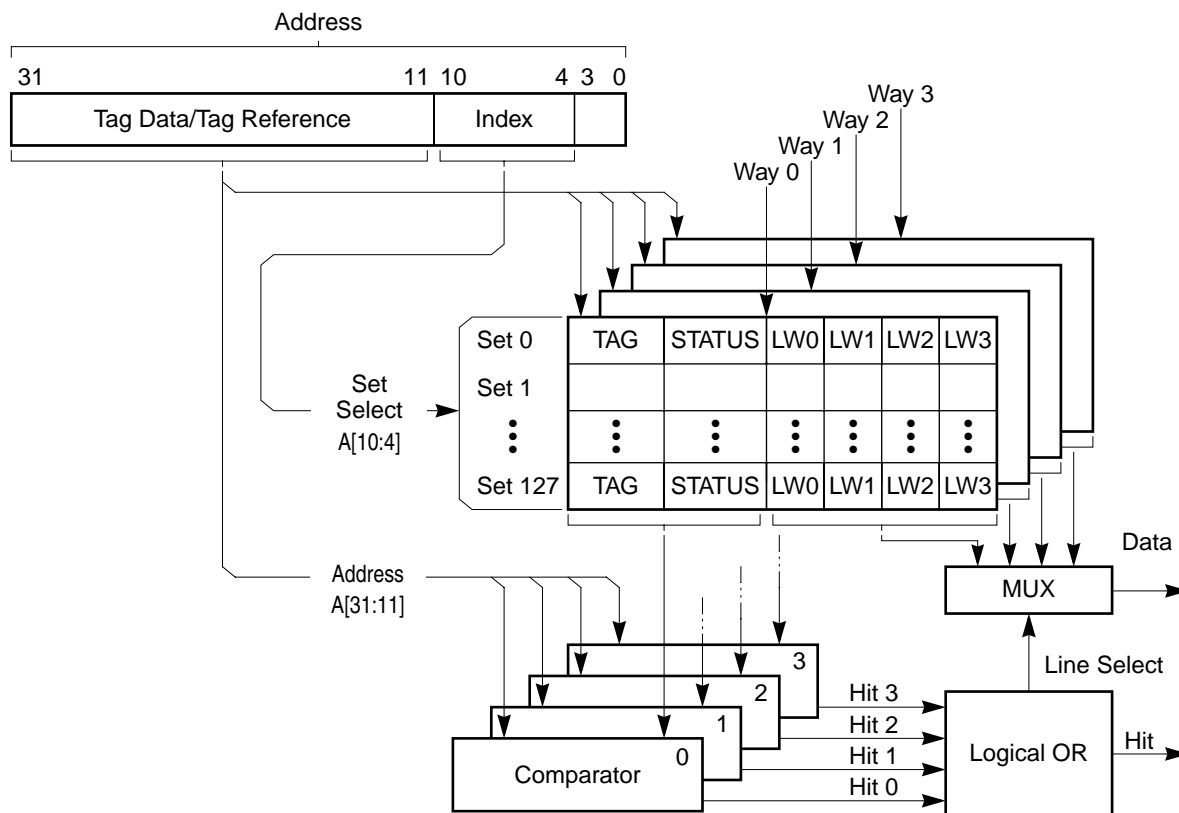 Address
31 11 10 4 3 0
Tag Data/Tag Reference Index
Way 3
Way 2
Way 1
Way 0
Set 0 TAG STATUS LW0 LW1 LW2 LW3
Set 1
Set Select
A[10:4]
Set 127 TAG STATUS LW0 LW1 LW2 LW3
Data
MUX
Address
A[31:11]
Line Select
3
2
1
0
Comparator
Hit 3
Hit 2
Hit 1
Hit 0
Logical OR
Hit